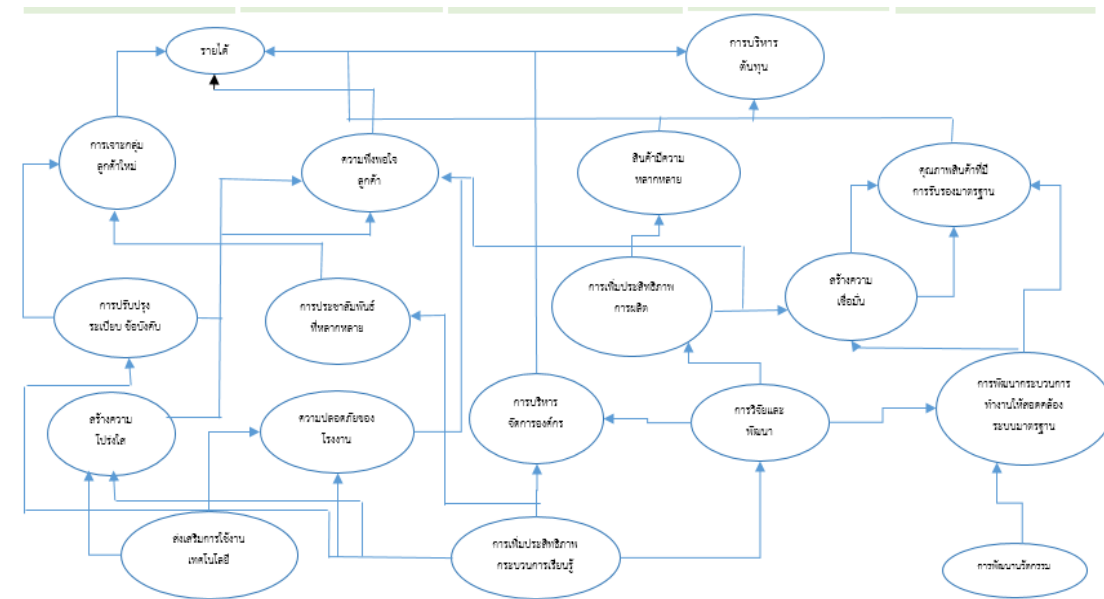 รายได้
การบริหาร
ต้นทุน
การเจาะกลุ่ม
ลูกค้าใหม่
ความพึงพอใจ
ลูกค้า
สินค้ามีความ
หลากหลาย
คุณภาพสินค้าที่มี
การรับรองมาตรฐาน
การปรับปรุง
ระเบียบ ข้อบังคับ
การประชาสัมพันธ์
ที่หลากหลาย
การเพิ่มประสิทธิภาพ
การผลิต
สร้างความ
เชื่อมั่น
สร้างความ
โปร่งใส
ความปลอดภัยของ
โรงงาน
การบริหาร
จัดการองค์กร
การวิจัยและ
พัฒนา
การพัฒนากระบวนการ
ทำงานให้สอดคล้อง
ระบบมาตรฐาน
ส่งเสริมการใช้งาน
เทคโนโลยี
การเพิ่มประสิทธิภาพ
กระบวนการเรียนรู้
การพัฒนานวัตกรรม